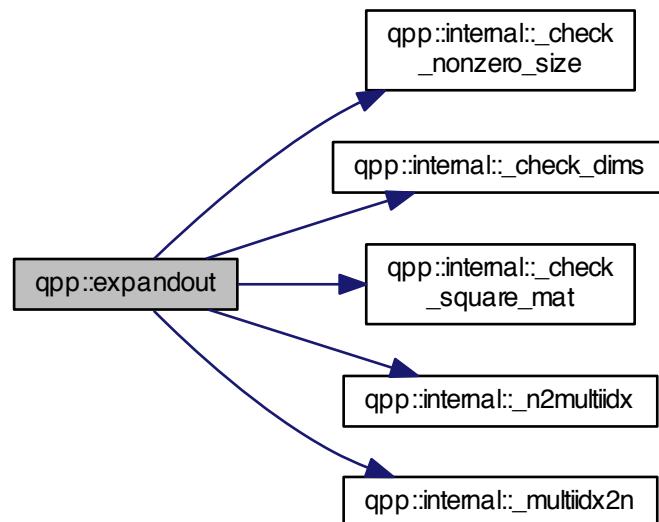 qpp::internal::_check
_nonzero_size
qpp::internal::_check_dims
qpp::expandout
qpp::internal::_check
_square_mat
qpp::internal::_n2multiidx
qpp::internal::_multiidx2n